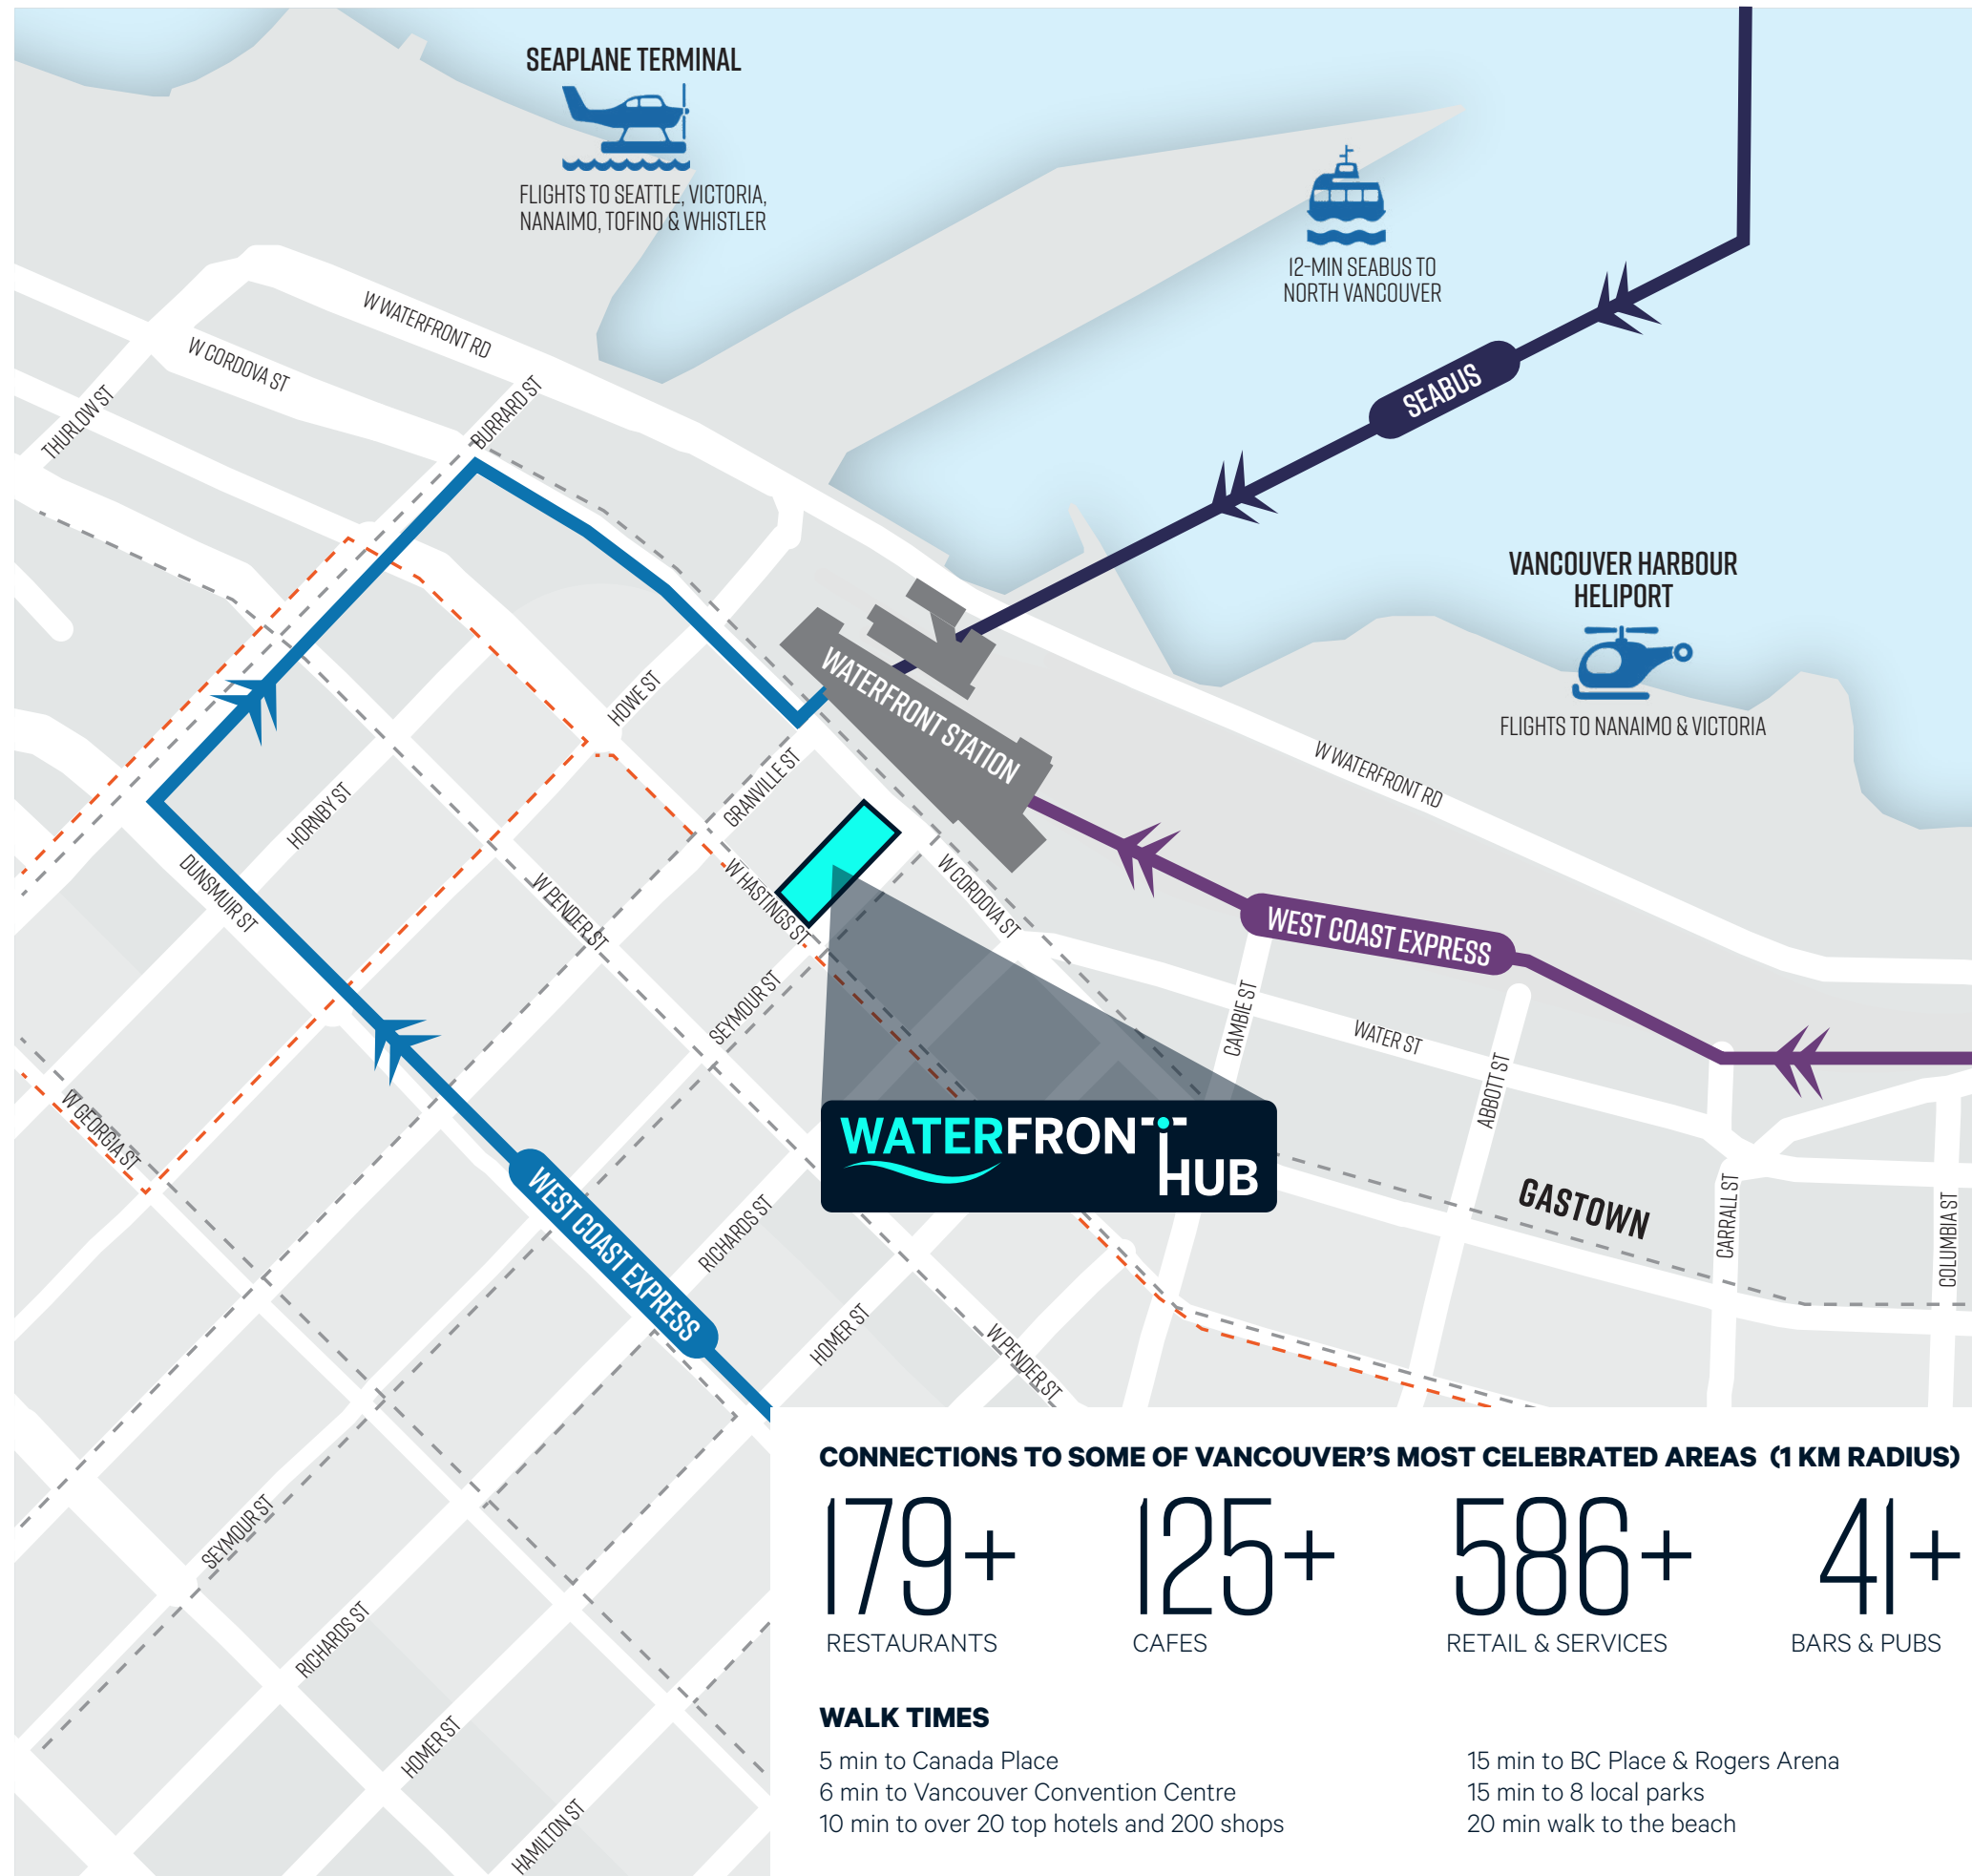 SEAPLANE TERMINAL
FLIGHTS TO SEATTLE, VICTORIA,
NANAIMO, TOFINO & WHISTLER
12-MIN SEABUS TO
NORTH VANCOUVER
SEABUS
W WATERFRONT RD
W CORDOVA ST
THURLOW ST
BURRARD ST
VANCOUVER HARBOUR
HELIPORT
FLIGHTS TO NANAIMO & VICTORIA
WATERFRONT STATION
HOWE ST
W WATERFRONT RD
GRANVILLE ST
HORNBY ST
DUNSMUIR ST
W PENDER ST
W HASTINGS ST
W CORDOVA ST
WEST COAST EXPRESS
SEYMOUR ST
CAMBIE ST
WATER ST
ABBOTT ST
W GEORGIA ST
WATERFRONT
HUB
WEST COAST EXPRESS
RICHARDS ST
GASTOWN
CARRALL ST
COLUMBIA ST
HOMER ST
W PENDER ST
SEYMOUR ST
RICHARDS ST
HOMER ST
HAMILTON ST
CONNECTIONS TO SOME OF VANCOUVER'S MOST CELEBRATED AREAS (1 KM RADIUS)
179+ 125+ 586+ 41+
RESTAURANTS CAFES RETAIL & SERVICES BARS & PUBS
WALK TIMES
5 min to Canada Place
6 min to Vancouver Convention Centre
10 min to over 20 top hotels and 200 shops
15 min to BC Place & Rogers Arena
15 min to 8 local parks
20 min walk to the beach